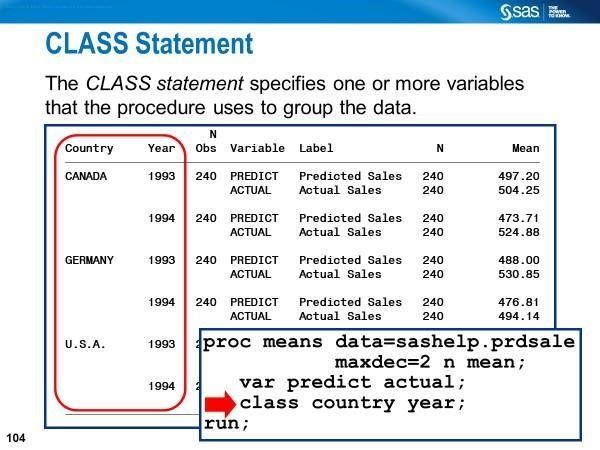 sas THE POWER TO KNOW.
CLASS Statement
The CLASS statement specifies one or more variables
that the procedure uses to group the data.
N
Country Year Obs Variable Label N Mean
CANADA 1993 240 PREDICT Predicted Sales 240 497.20
ACTUAL Actual Sales 240 504.25
1994 240 PREDICT Predicted Sales 240 473.71
ACTUAL Actual Sales 240 524.88
GERMANY 1993 240 PREDICT Predicted Sales 240 488.00
ACTUAL Actual Sales 240 530.85
1994 240 PREDICT Predicted Sales 240 476.81
ACTUAL Actual Sales 240 494.14
U.S.A. 1993
1994
proc means data=sashelp.prdsale
maxdec=2 n mean;
var predict actual;
class country year;
run;
104